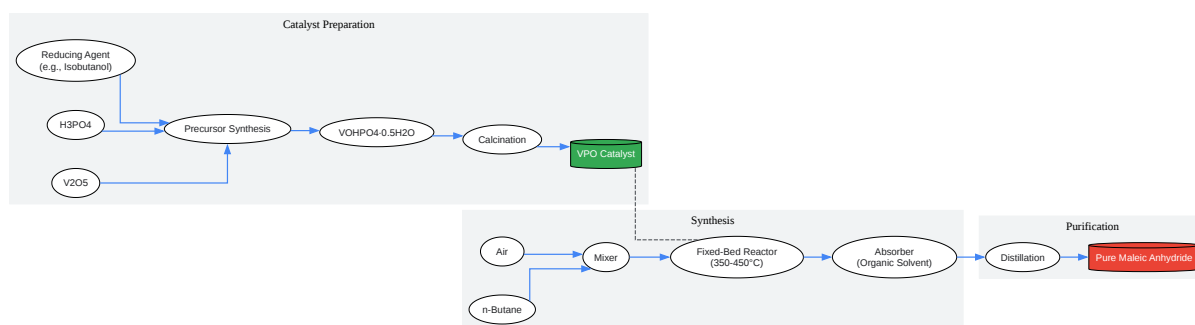 Catalyst Preparation
Reducing Agent
(e.g., Isobutanol)
H3PO4
V2O5
Precursor Synthesis
VOHPO4·0.5H2O
Calcination
VPO Catalyst
Synthesis
Air
n-Butane
Mixer
Fixed-Bed Reactor
(350-450°C)
Absorber
(Organic Solvent)
Purification
Distillation
Pure Maleic Anhydride